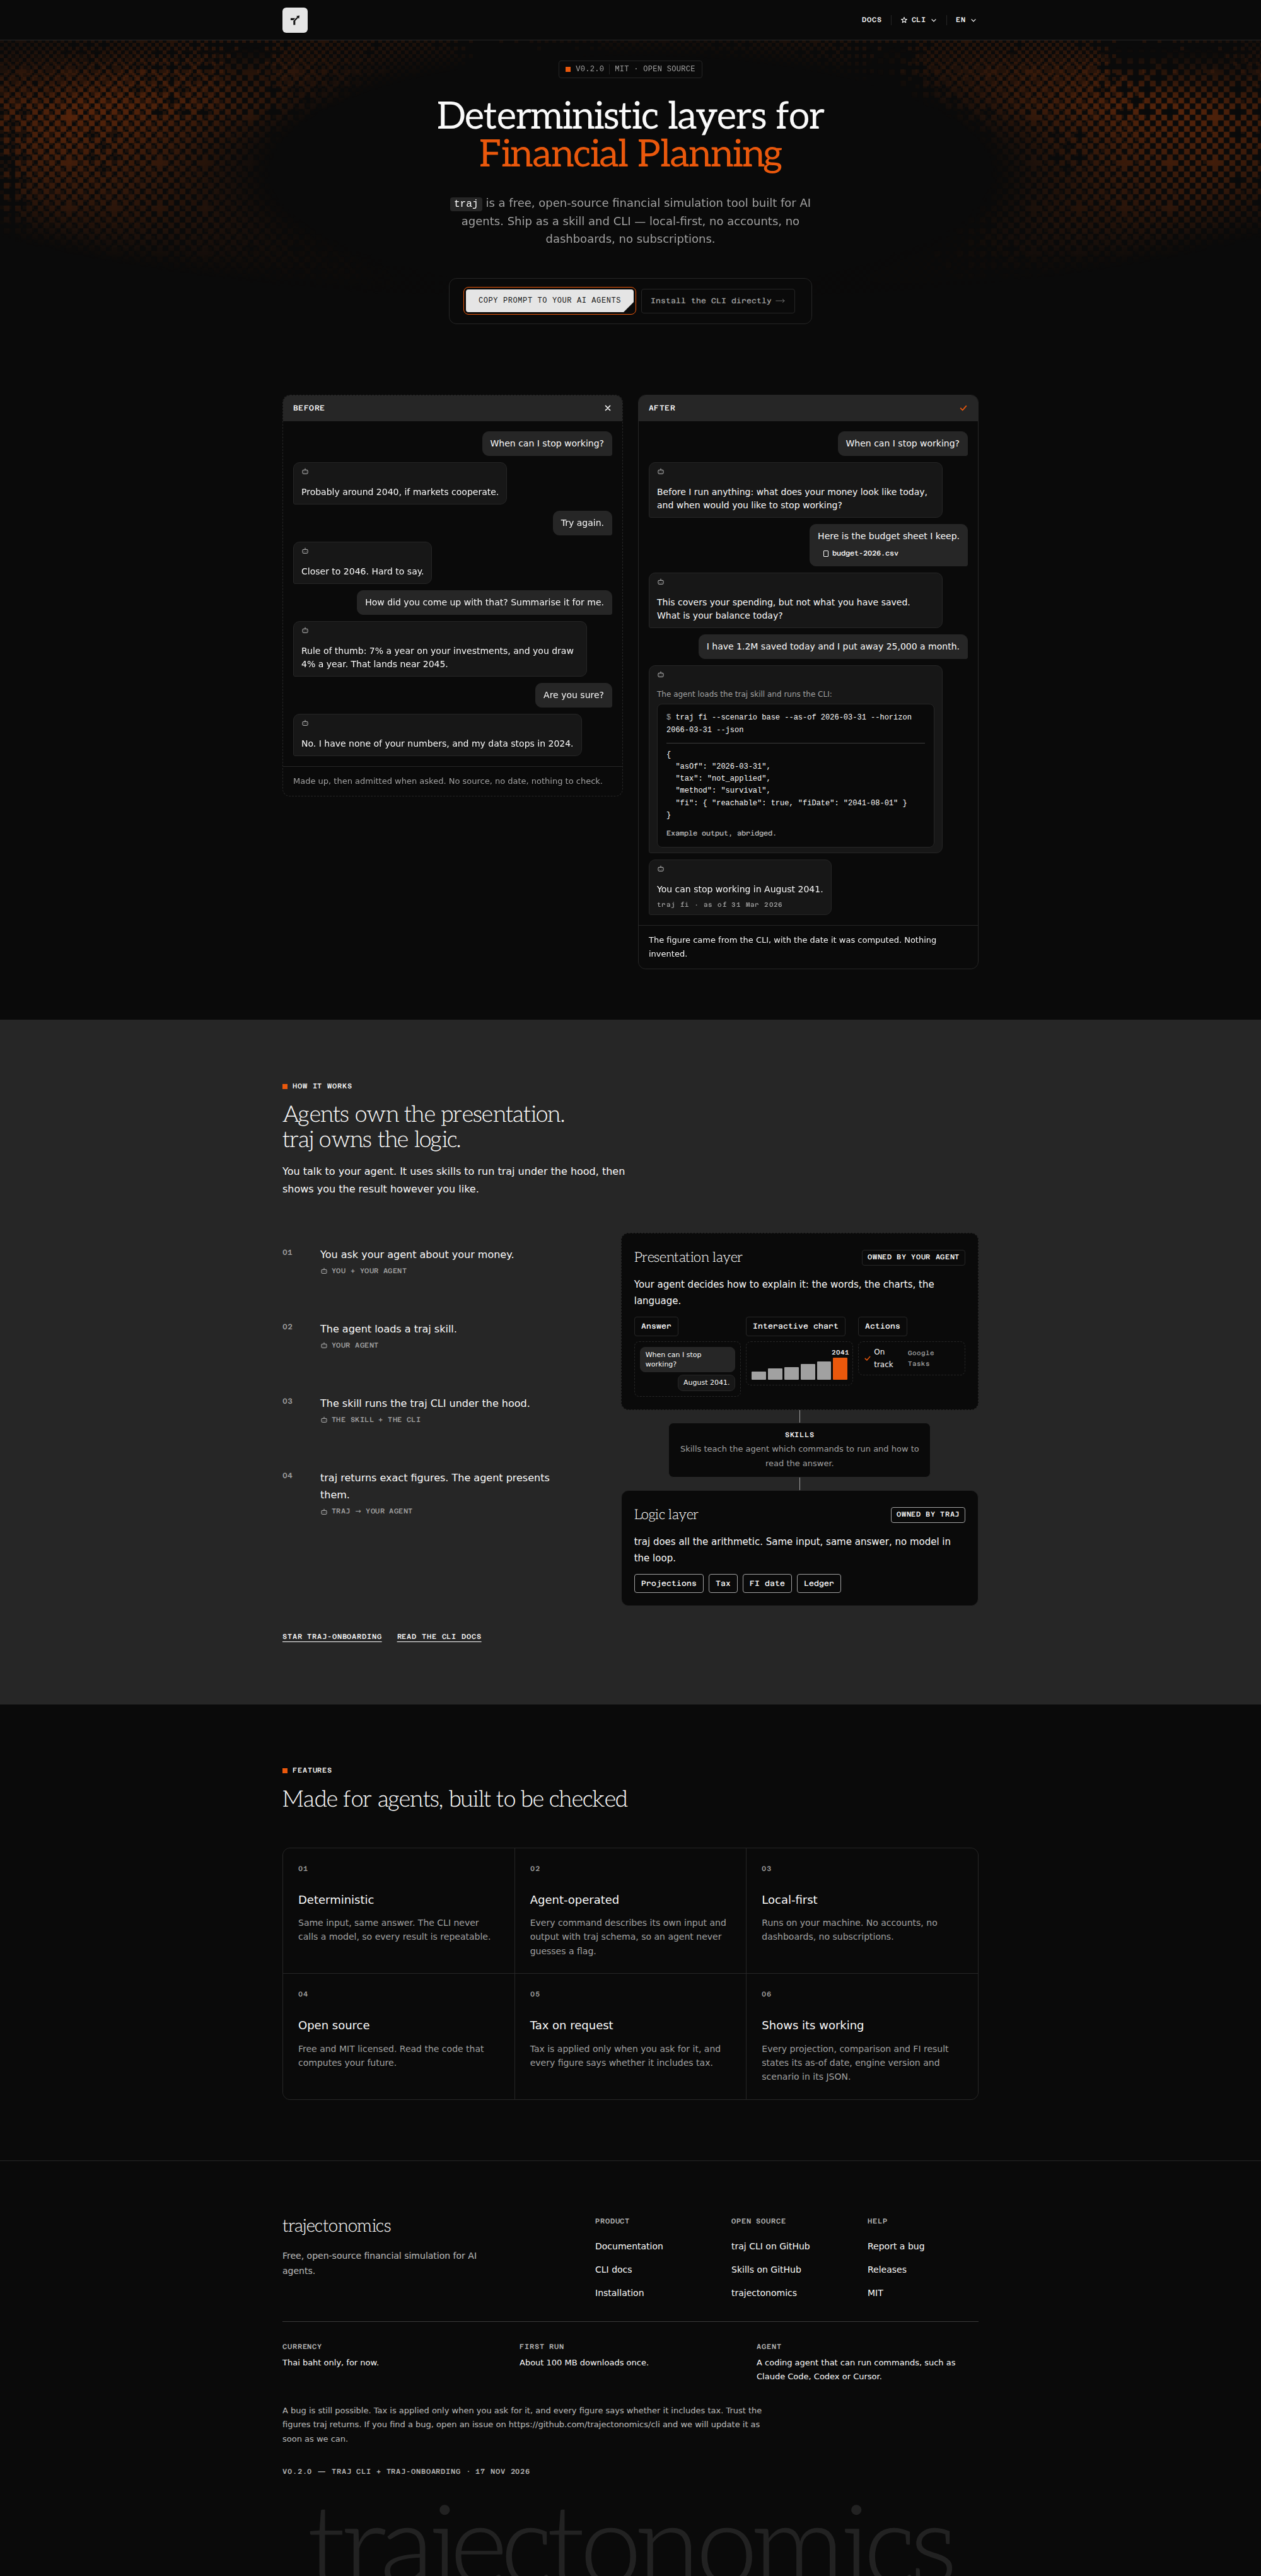 DOCS
CLI
EN
V0.2.0 | MIT · OPEN SOURCE
Deterministic layers for
Financial Planning
traj is a free, open-source financial simulation tool built for AI
agents. Ship as a skill and CLI — local-first, no accounts, no
dashboards, no subscriptions.
COPY PROMPT TO YOUR AI AGENTS
Install the CLI directly →
BEFORE
When can I stop working?
Probably around 2040, if markets cooperate.
Try again.
Closer to 2046. Hard to say.
How did you come up with that? Summarise it for me.
Rule of thumb: 7% a year on your investments, and you draw
4% a year. That lands near 2045.
Are you sure?
No. I have none of your numbers, and my data stops in 2024.
Made up, then admitted when asked. No source, no date, nothing to check.
AFTER
When can I stop working?
Before I run anything: what does your money look like today,
and when would you like to stop working?
Here is the budget sheet I keep.
budget-2026.csv
This covers your spending, but not what you have saved.
What is your balance today?
I have 1.2M saved today and I put away 25,000 a month.
The agent loads the traj skill and runs the CLI:
$ traj fi --scenario base --as-of 2026-03-31 --horizon
2066-03-31 --json
{
"asOf": "2026-03-31",
"tax": "not_applied",
"method": "survival",
"fi": { "reachable": true, "fiDate": "2041-08-01" }
}
Example output, abridged.
You can stop working in August 2041.
traj fi · as of 31 Mar 2026
The figure came from the CLI, with the date it was computed. Nothing
invented.
HOW IT WORKS
Agents own the presentation.
traj owns the logic.
You talk to your agent. It uses skills to run traj under the hood, then
shows you the result however you like.
01
You ask your agent about your money.
YOU + YOUR AGENT
02
The agent loads a traj skill.
YOUR AGENT
03
The skill runs the traj CLI under the hood.
THE SKILL + THE CLI
04
traj returns exact figures. The agent presents
them.
TRAJ → YOUR AGENT
Presentation layer
OWNED BY YOUR AGENT
Your agent decides how to explain it: the words, the charts, the
language.
Answer
When can I stop
working?
August 2041.
Interactive chart
2041
Actions
On
track
Google
Tasks
SKILLS
Skills teach the agent which commands to run and how to
read the answer.
Logic layer
OWNED BY TRAJ
traj does all the arithmetic. Same input, same answer, no model in
the loop.
Projections
Tax
FI date
Ledger
STAR TRAJ-ONBOARDING
READ THE CLI DOCS
FEATURES
Made for agents, built to be checked
01
Deterministic
Same input, same answer. The CLI never
calls a model, so every result is repeatable.
02
Agent-operated
Every command describes its own input and
output with traj schema, so an agent never
guesses a flag.
03
Local-first
Runs on your machine. No accounts, no
dashboards, no subscriptions.
04
Open source
Free and MIT licensed. Read the code that
computes your future.
05
Tax on request
Tax is applied only when you ask for it, and
every figure says whether it includes tax.
06
Shows its working
Every projection, comparison and FI result
states its as-of date, engine version and
scenario in its JSON.
trajectonomics
Free, open-source financial simulation for AI
agents.
PRODUCT
Documentation
CLI docs
Installation
OPEN SOURCE
traj CLI on GitHub
Skills on GitHub
trajectonomics
HELP
Report a bug
Releases
MIT
CURRENCY
Thai baht only, for now.
FIRST RUN
About 100 MB downloads once.
AGENT
A coding agent that can run commands, such as
Claude Code, Codex or Cursor.
A bug is still possible. Tax is applied only when you ask for it, and every figure says whether it includes tax. Trust the
figures traj returns. If you find a bug, open an issue on https://github.com/trajectonomics/cli and we will update it as
soon as we can.
V0.2.0 — TRAJ CLI + TRAJ-ONBOARDING · 17 NOV 2026
trajectonomics